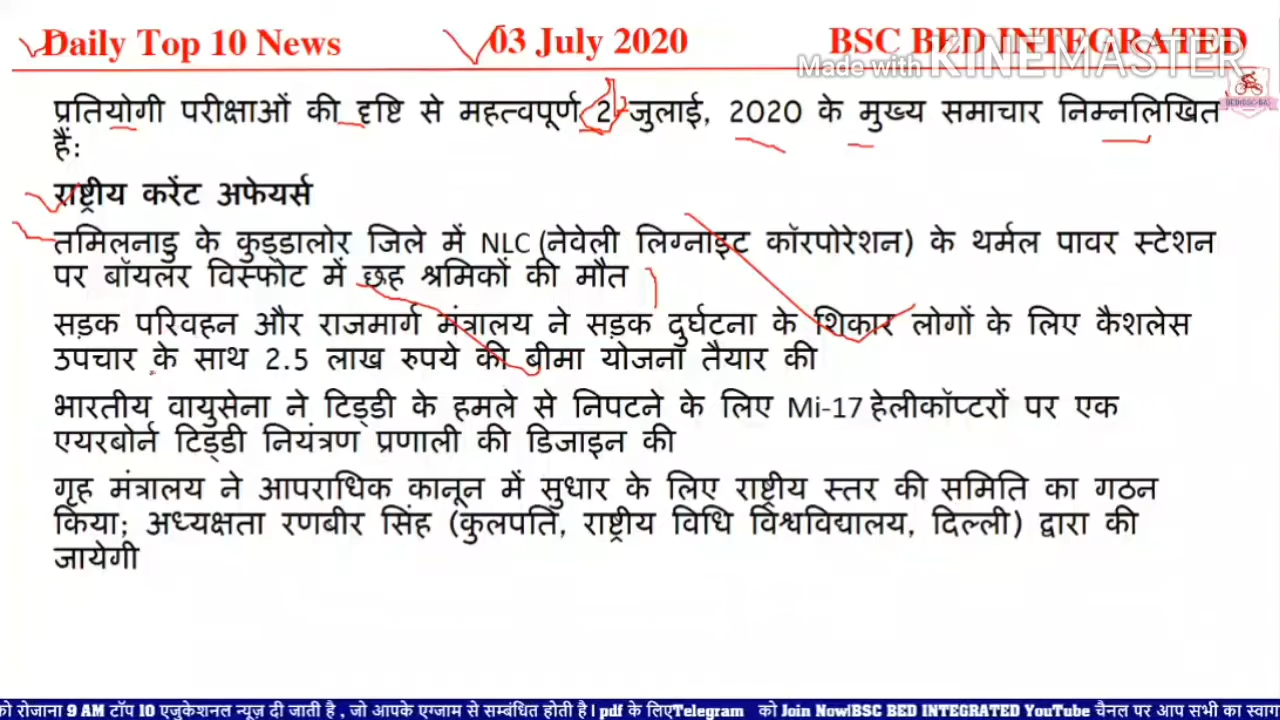 Daily Top 10 News 03 July 2020 BSC BED INTEGRATED
Made with KINEMASTER
प्रतियोगी परीक्षाओं की दृष्टि से महत्वपूर्ण 2 जुलाई, 2020 के मुख्य समाचार निम्नलिखित
हैं:
राष्ट्रीय करेंट अफेयर्स
तमिलनाडु के कुड्डालोर जिले में NLC (नेवेली लिग्नाइट कॉरपोरेशन) के थर्मल पावर स्टेशन
पर बॉयलर विस्फोट में छह श्रमिकों की मौत
सड़क परिवहन और राजमार्ग मंत्रालय ने सड़क दुर्घटना के शिकार लोगों के लिए कैशलेस
उपचार के साथ 2.5 लाख रुपये की बीमा योजना तैयार की
भारतीय वायुसेना ने टिड्डी के हमले से निपटने के लिए Mi-17 हेलीकॉप्टरों पर एक
एयरबोर्न टिड्डी नियंत्रण प्रणाली की डिजाइन की
गृह मंत्रालय ने आपराधिक कानून में सुधार के लिए राष्ट्रीय स्तर की समिति का गठन
किया; अध्यक्षता रणबीर सिंह (कुलपति, राष्ट्रीय विधि विश्वविद्यालय, दिल्ली) द्वारा की
जायेगी
को रोजाना 9 AM टॉप 10 एजुकेशनल न्यूज़ दी जाती है , जो आपके एग्जाम से सम्बंधित होती है | pdf के लिएTelegram को Join Now|BSC BED INTEGRATED YouTube चैनल पर आप सभी का स्वाग